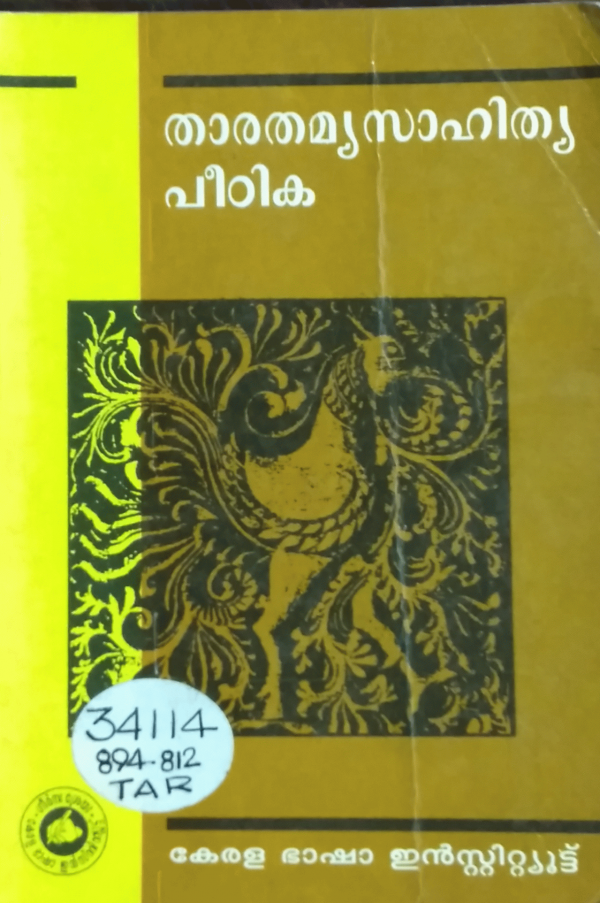 താരതമ്യസാഹിത്യ
പീഠിക
34114
894-812
TAR
കേരള ഭാഷാ ഇൻസ്റ്റിറ്റ്യൂട്ട്